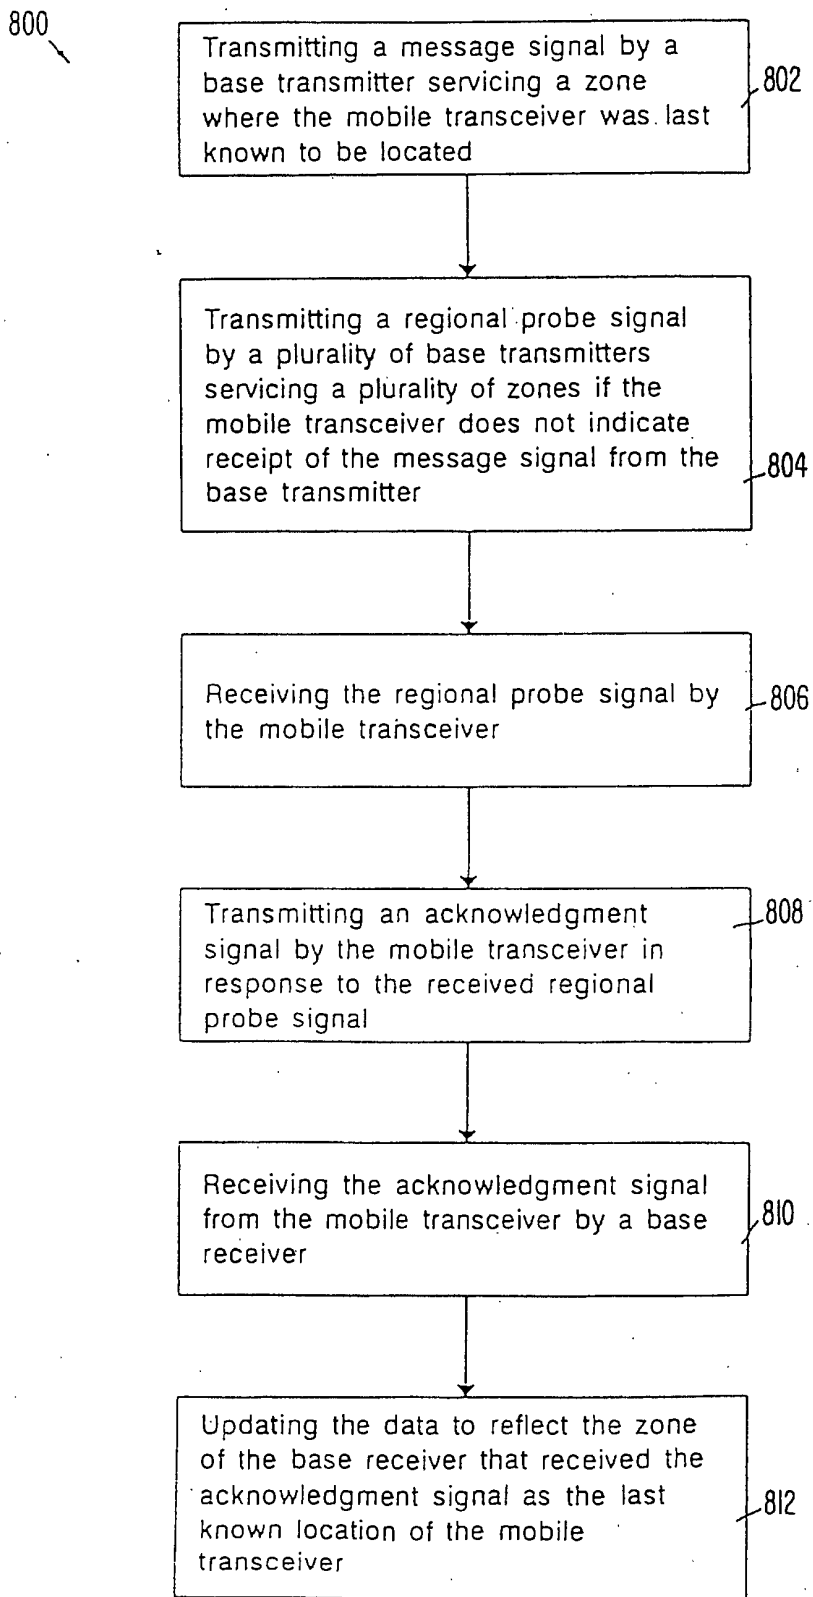 800
Transmitting a message signal by a
base transmitter servicing a zone
where the mobile transceiver was last
known to be located
802
Transmitting a regional probe signal
by a plurality of base transmitters
servicing a plurality of zones if the
mobile transceiver does not indicate
receipt of the message signal from the
base transmitter
804
Receiving the regional probe signal by
the mobile transceiver
806
Transmitting an acknowledgment
signal by the mobile transceiver in
response to the received regional
probe signal
808
Receiving the acknowledgment signal
from the mobile transceiver by a base
receiver
810
Updating the data to reflect the zone
of the base receiver that received the
acknowledgment signal as the last
known location of the mobile
transceiver
812